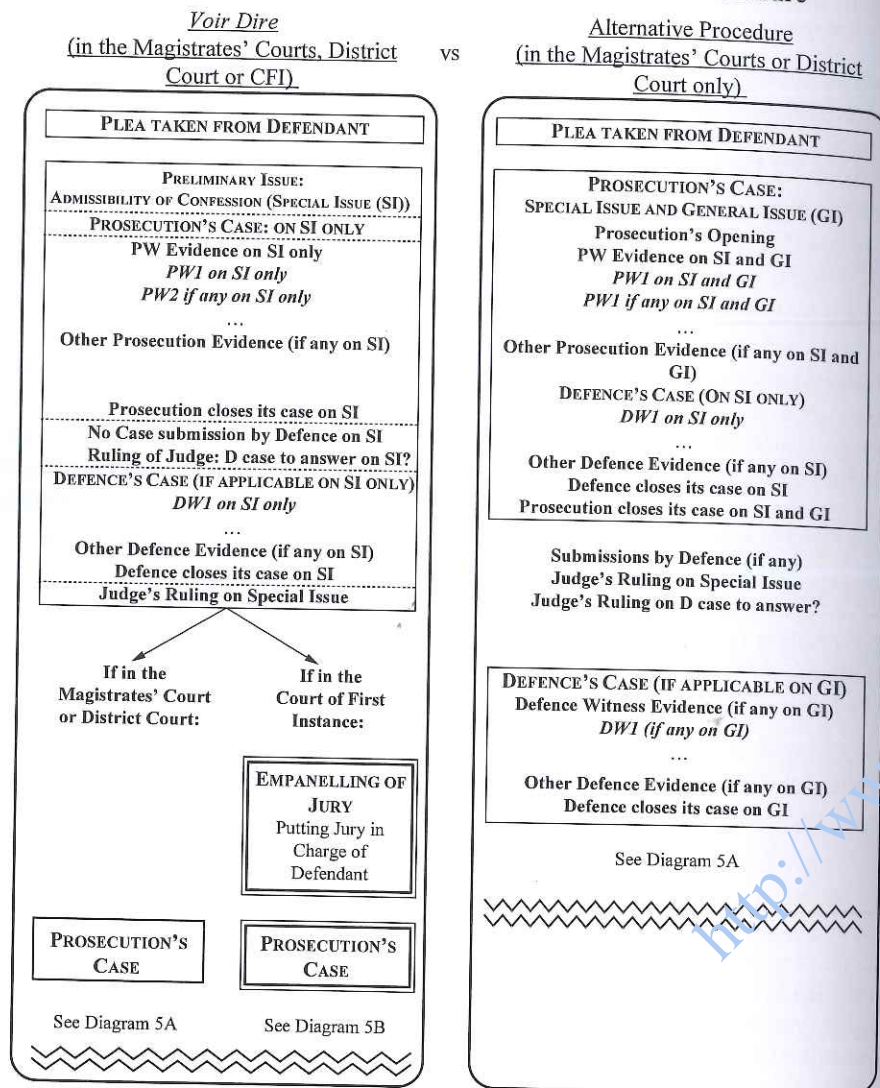 Voir Dire
(in the Magistrates' Courts, District
Court or CFI)
vs
Alternative Procedure
(in the Magistrates' Courts or District
Court only)
PLEA TAKEN FROM DEFENDANT
PRELIMINARY ISSUE:
ADMISSIBILITY OF CONFESSION (SPECIAL ISSUE (SI))
PROSECUTION'S CASE: ON SI ONLY
PW Evidence on SI only
PW1 on SI only
PW2 if any on SI only
...
Other Prosecution Evidence (if any on SI)
Prosecution closes its case on SI
No Case submission by Defence on SI
Ruling of Judge: D case to answer on SI?
DEFENCE'S CASE (IF APPLICABLE ON SI ONLY)
DW1 on SI only
...
Other Defence Evidence (if any on SI)
Defence closes its case on SI
Judge's Ruling on Special Issue
If in the
Magistrates' Court
or District Court:
If in the
Court of First
Instance:
EMPANELLING OF
JURY
Putting Jury in
Charge of
Defendant
PROSECUTION'S
CASE
PROSECUTION'S
CASE
See Diagram 5A
See Diagram 5B
PLEA TAKEN FROM DEFENDANT
PROSECUTION'S CASE:
SPECIAL ISSUE AND GENERAL ISSUE (GI)
Prosecution's Opening
PW Evidence on SI and GI
PW1 on SI and GI
PW1 if any on SI and GI
...
Other Prosecution Evidence (if any on SI and
GI)
DEFENCE'S CASE (ON SI ONLY)
DW1 on SI only
...
Other Defence Evidence (if any on SI)
Defence closes its case on SI
Prosecution closes its case on SI and GI
Submissions by Defence (if any)
Judge's Ruling on Special Issue
Judge's Ruling on D case to answer?
DEFENCE'S CASE (IF APPLICABLE ON GI)
Defence Witness Evidence (if any on GI)
DW1 (if any on GI)
...
Other Defence Evidence (if any on GI)
Defence closes its case on GI
See Diagram 5A
http://www